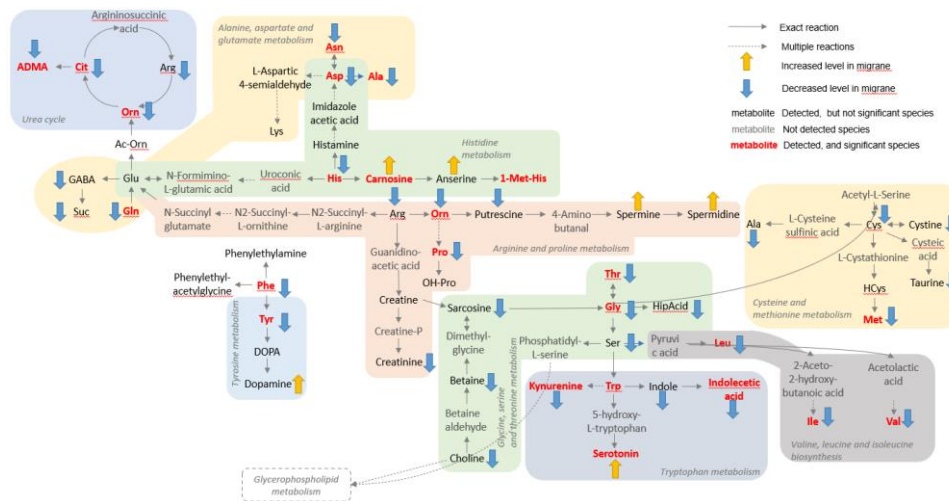 Argininosuccinic
acid
ADMA
Cit
Arg
Orn
Urea cycle
Ac-Orn
Alanine, aspartate and
glutamate metabolism
Asn
L-Aspartic
4-semialdehyde
Asp
Ala
Lys
Imidazole
acetic acid
Histamine
Histidine
metabolism
GABA
Glu
N-Formimino-
L-glutamic acid
Uroconic
acid
His
Carnosine
Anserine
1-Met-His
Suc
Gln
N-Succinyl
glutamate
N2-Succinyl-
L-ornithine
N2-Succinyl-
L-arginine
Arg
Orn
Putrescine
4-Amino
butanal
Spermine
Spermidine
Guanidino-
acetic acid
Pro
OH-Pro
Arginine and proline metabolism
Creatine
Creatine-P
Creatinine
Phenylethylamine
Phenylethyl-
acetylglycine
Phe
Tyr
DOPA
Dopamine
Tyrosine metabolism
Thr
Sarcosine
Gly
HipAcid
Dimethyl-
glycine
Phosphatidyl-
L-serine
Ser
Betaine
Betaine
aldehyde
Choline
Glycine, serine
and threonine metabolism
Glycerophospholipid
metabolism
Pyruvi
c acid
Leu
2-Aceto-
2-hydroxy-
butanoic acid
Acetolactic
acid
Ile
Val
Valine, leucine and isoleucine
biosynthesis
Kynurenine
Trp
Indole
Indolecetic
acid
5-hydroxy-
L-tryptophan
Serotonin
Tryptophan metabolism
Acetyl-L-Serine
Ala
L-Cysteine
sulfinic acid
Cys
Cystine
Cysteic
acid
L-Cystathionine
Taurine
HCys
Met
Cysteine and
methionine metabolism
Exact reaction
Multiple reactions
Increased level in migrane
Decreased level in migrane
metabolite Detected, but not significant species
metabolite Not detected species
metabolite Detected, and significant species